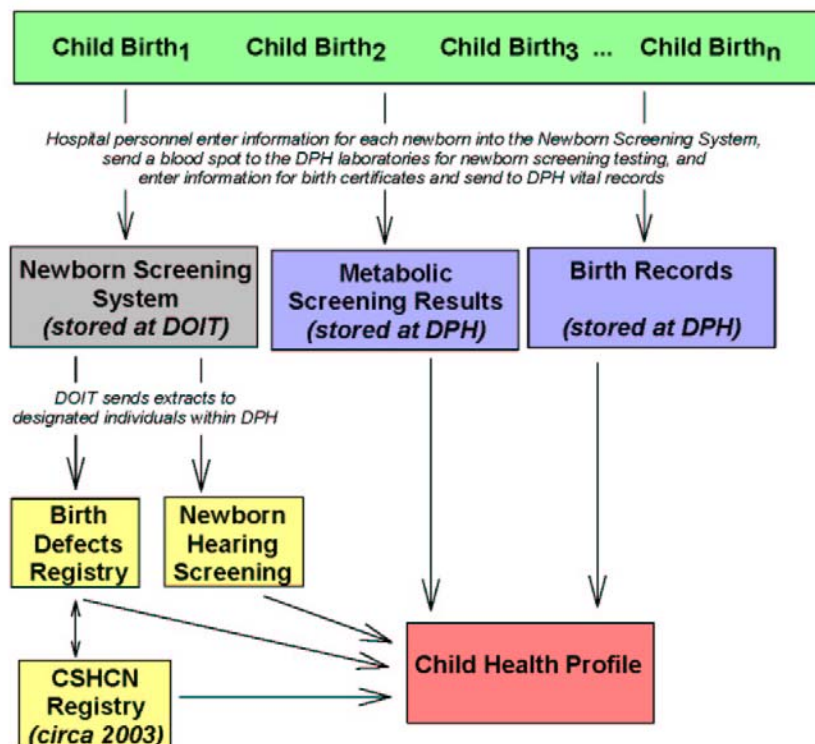 Child Birth1 Child Birth2 Child Birth3 ... Child Birthn
Hospital personnel enter information for each newborn into the Newborn Screening System,
send a blood spot to the DPH laboratories for newborn screening testing, and
enter information for birth certificates and send to DPH vital records
Newborn Screening
System
(stored at DOIT)
Metabolic
Screening Results
(stored at DPH)
Birth Records
(stored at DPH)
DOIT sends extracts to
designated individuals within DPH
Birth
Defects
Registry
Newborn
Hearing
Screening
CSHCN
Registry
(circa 2003)
Child Health Profile